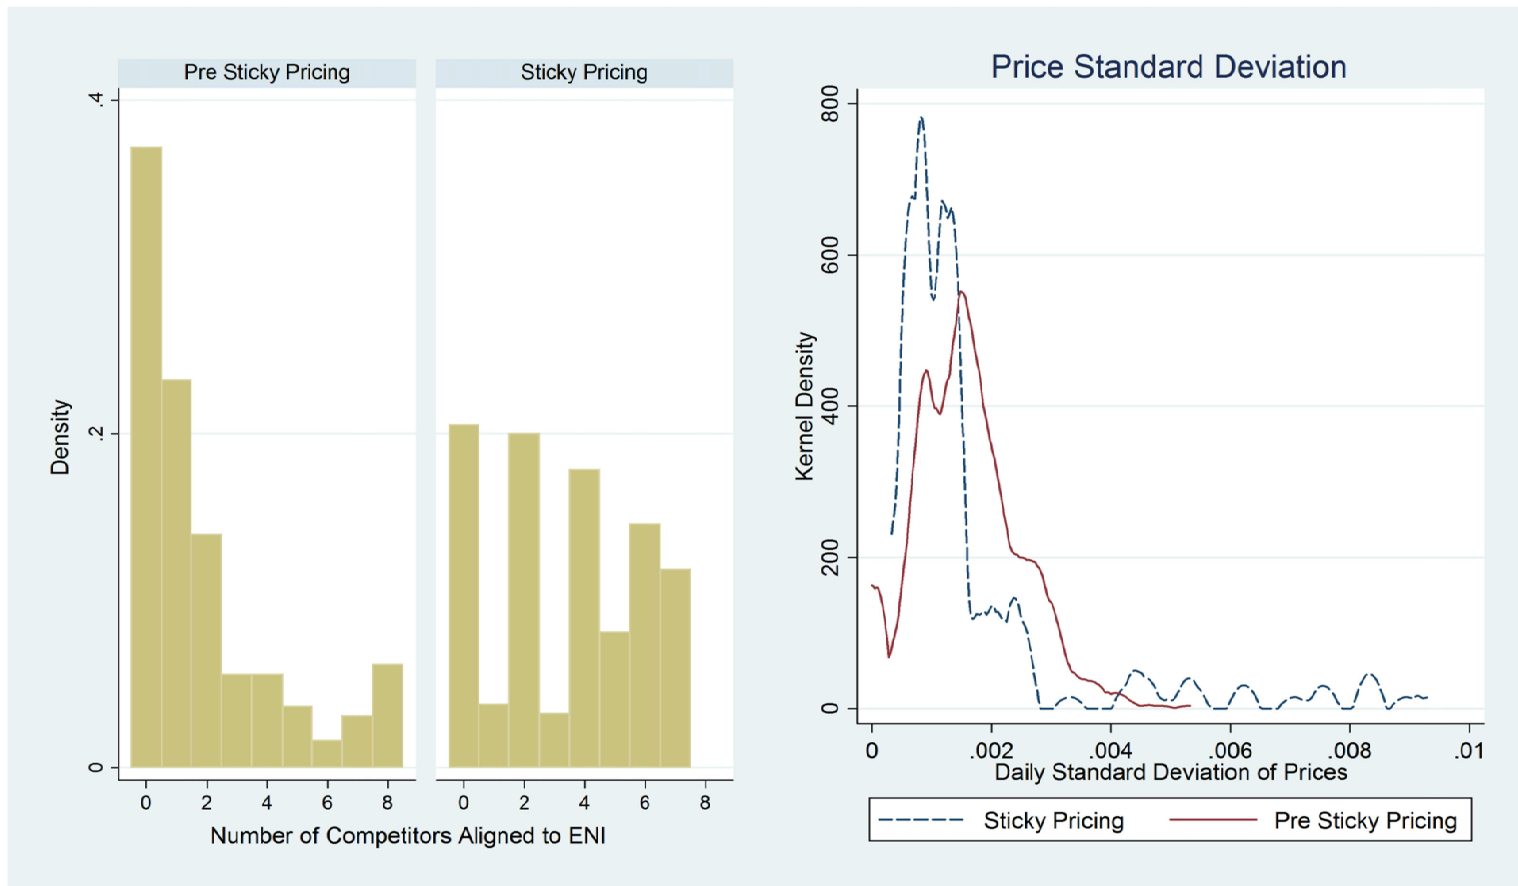 Pre Sticky Pricing
Sticky Pricing
.4
.2
0
Density
0 2 4 6 8
0 2 4 6 8
Number of Competitors Aligned to ENI
Price Standard Deviation
800
600
400
200
0
Kernel Density
0 .002 .004 .006 .008 .01
Daily Standard Deviation of Prices
Sticky Pricing
Pre Sticky Pricing